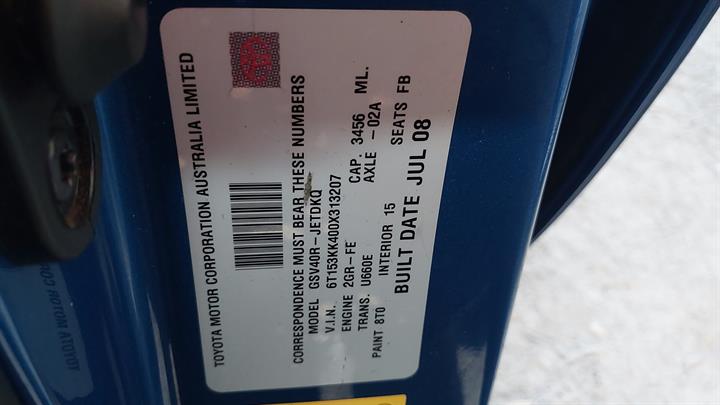 TOYOTA MOTOR CORPORATION AUSTRALIA LIMITED
CORRESPONDENCE MUST BEAR THESE NUMBERS
MODEL GSV40R-JETDKQ
V.I.N. 6T153KK400X313207
ENGINE 2GR-FE CAP. 3456 ML.
TRANS. U660E AXLE -02A
PAINT 8T0 INTERIOR 15 SEATS FB
BUILT DATE JUL 08